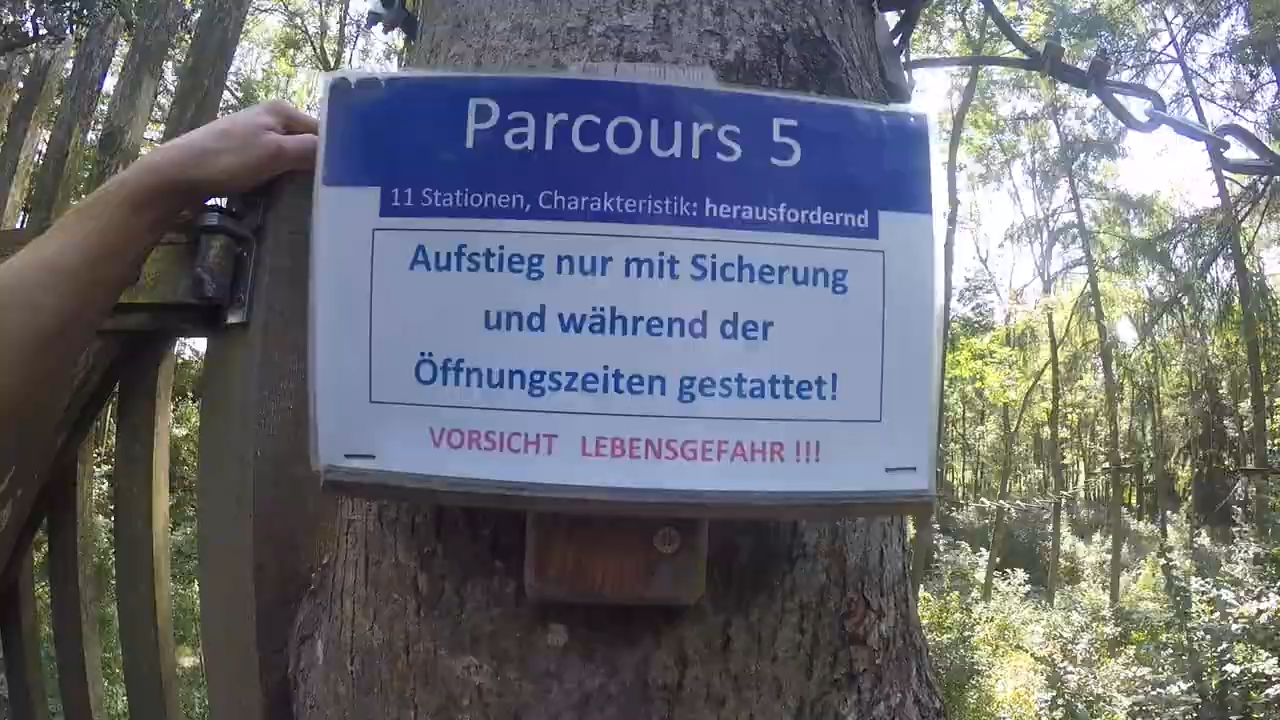 Parcours 5
11 Stationen, Charakteristik: herausfordernd
Aufstieg nur mit Sicherung
und während der
Öffnungszeiten gestattet!
VORSICHT LEBENSGEFAHR !!!